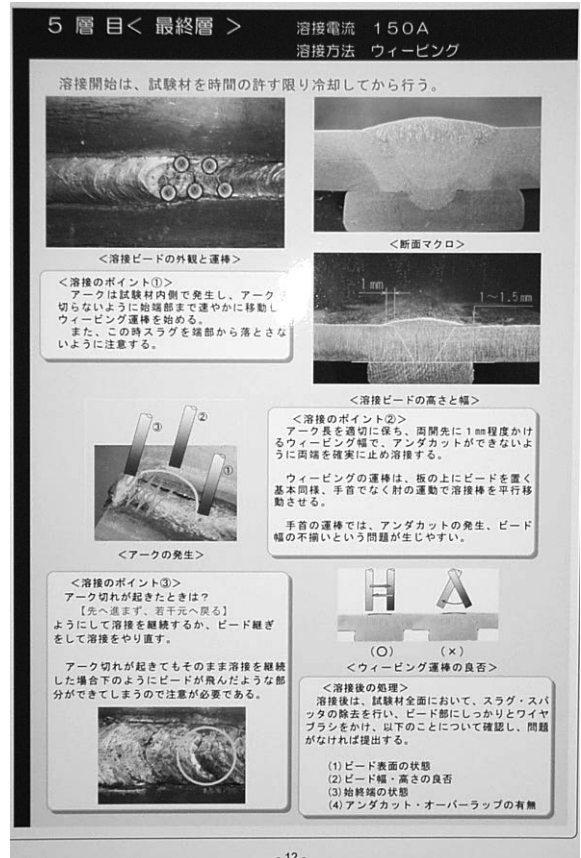 ５層目＜最終層＞
溶接電流　１５０Ａ
溶接方法　ウィービング
溶接開始は、試験材を時間の許す限り冷却してから行う。
＜溶接ビードの外観と運棒＞
＜断面マクロ＞
＜溶接のポイント①＞
アークは試験材内側で発生し、アーク
切らないように始端部まで速やかに移動し
ウィービング運棒を始める。
また、この時スラグを端部から落とさな
いように注意する。
1mm
1～1.5mm
＜溶接ビードの高さと幅＞
③
②
①
＜アークの発生＞
＜溶接のポイント②＞
アーク長を適切に保ち、両開先に１㎜程度かけ
るウィービング幅で、アンダカットができないよ
うに両端を確実に止め溶接する。
ウィービングの運棒は、板の上にビードを置く
基本同様、手首でなく肘の運動で溶接棒を平行移
動させる。
手首の運棒では、アンダカットの発生、ビード
幅の不揃いという問題が生じやすい。
＜溶接のポイント③＞
アーク切れが起きたときは？
【先へ進まず、若干元へ戻る】
ようにして溶接を継続するか、ビード継ぎ
をして溶接をやり直す。
アーク切れが起きてもそのまま溶接を継続
した場合下のようにビードが飛んだような部
分ができてしまうので注意が必要である。
（○）
（×）
＜ウィービング運棒の良否＞
＜溶接後の処理＞
溶接後は、試験材全面において、スラグ・スパ
ッタの除去を行い、ビード部にしっかりとワイヤ
ブラシをかけ、以下のことについて確認し、問題
がなければ提出する。
(1)ビード表面の状態
(2)ビード幅・高さの良否
(3)始終端の状態
(4)アンダカット・オーバーラップの有無
- 12 -